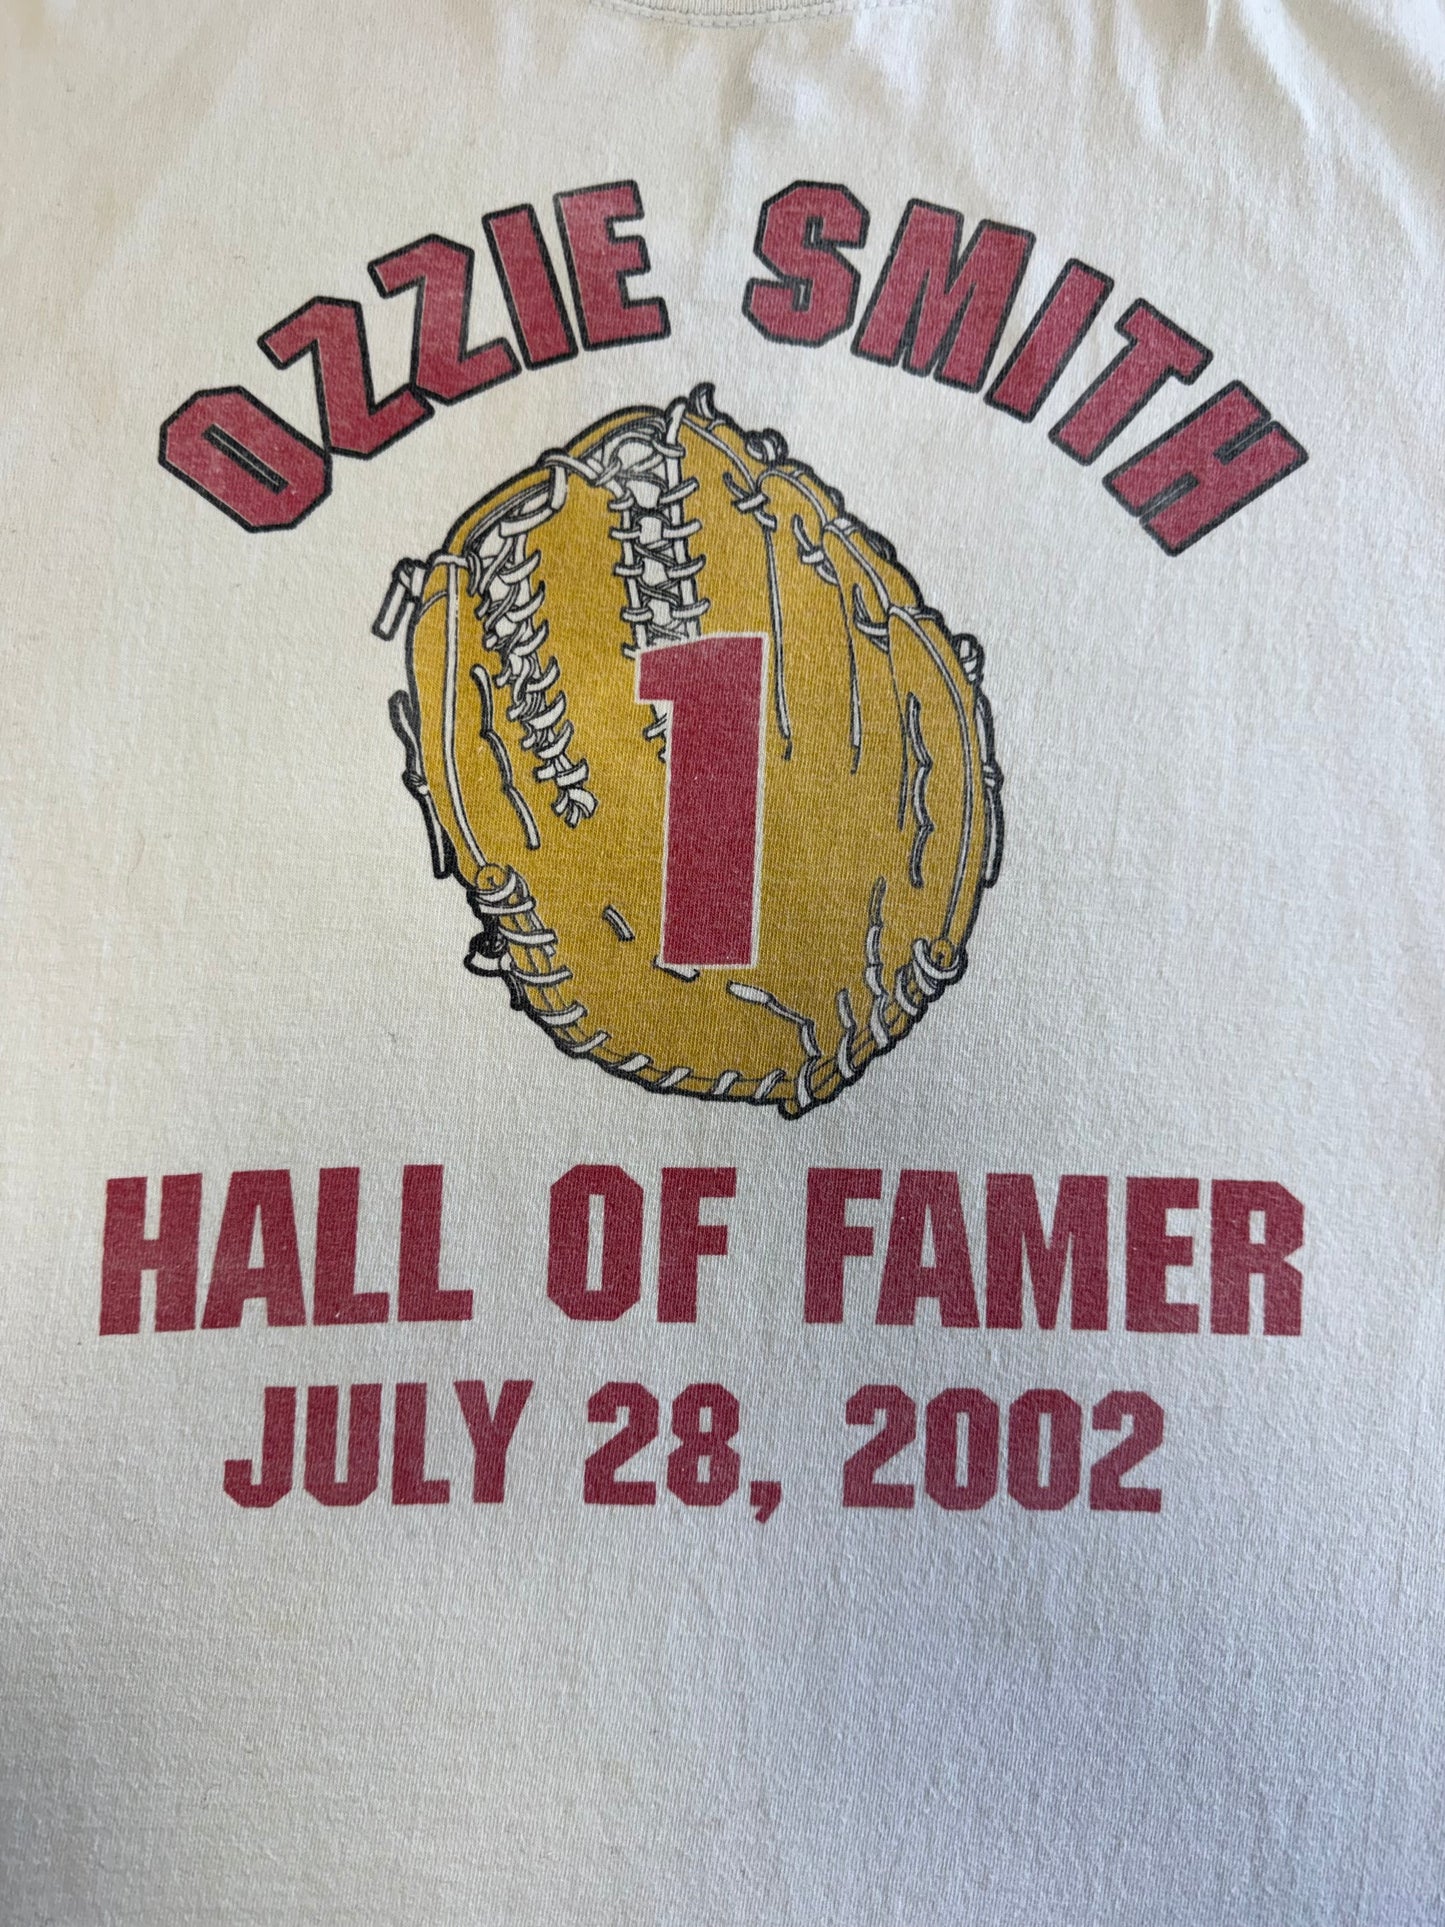 OZZIE SMITH
1
HALL OF FAMER
JULY 28, 2002